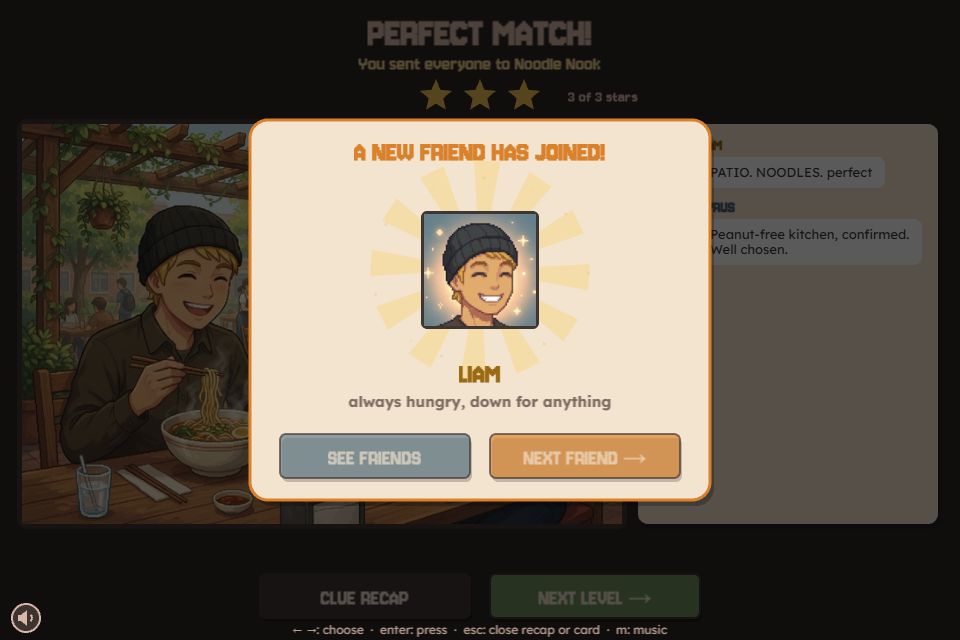 PERFECT MATCH!
You sent everyone to Noodle Nook
3 of 3 stars
A NEW FRIEND HAS JOINED!
LIAM
always hungry, down for anything
SEE FRIENDS
NEXT FRIEND →
PATIO. NOODLES. perfect
Peanut-free kitchen, confirmed.
Well chosen.
CLUE RECAP
NEXT LEVEL →
← →: choose · enter: press · esc: close recap or card · m: music